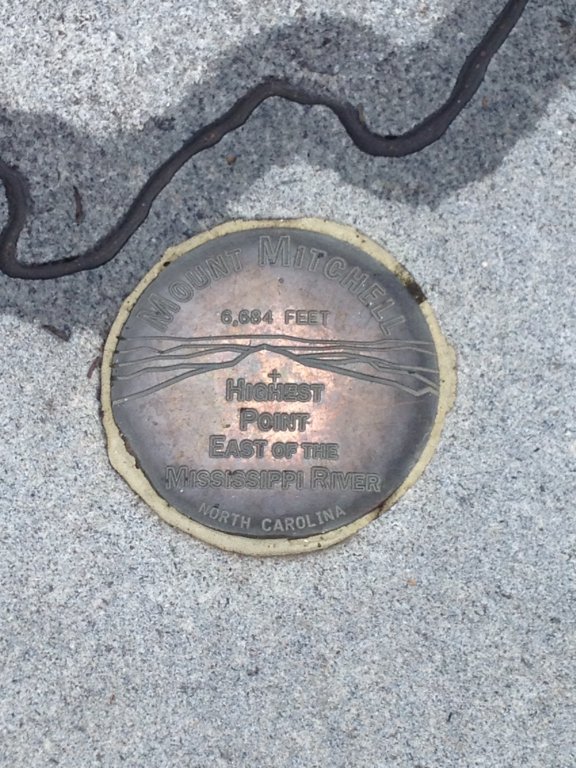 MOUNT MITCHELL
6,684 FEET
HIGHEST
POINT
EAST OF THE
MISSISSIPPI RIVER
NORTH CAROLINA